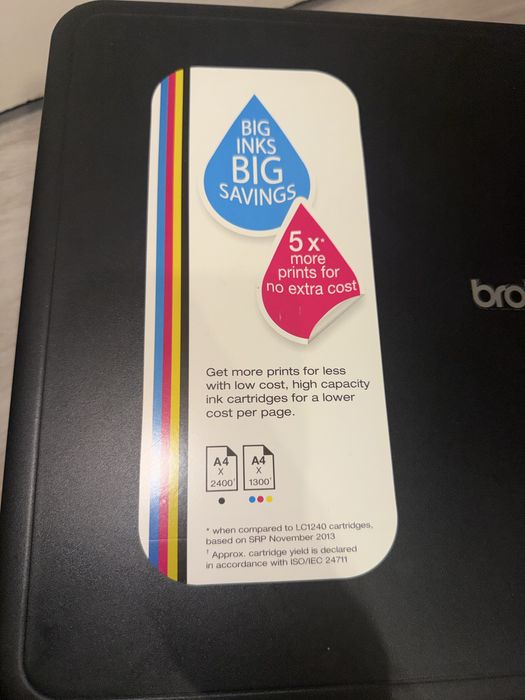 BIG
INKS
BIG
SAVINGS
5 x*
more
prints for
no extra cost
bro
Get more prints for less
with low cost, high capacity
ink cartridges for a lower
cost per page.
A4
X
2400†
A4
X
1300†
* when compared to LC1240 cartridges,
based on SRP November 2013
† Approx. cartridge yield is declared
in accordance with ISO/IEC 24711